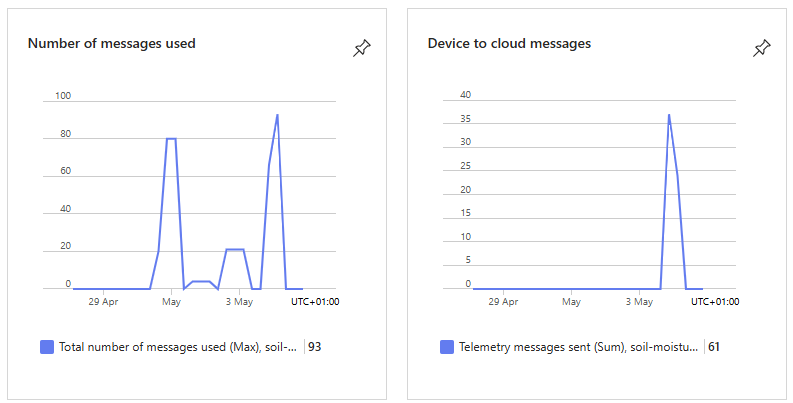 Number of messages used
100
80
60
40
20
0
29 Apr May 3 May UTC+01:00
Total number of messages used (Max), soil-... 93
Device to cloud messages
40
35
30
25
20
15
10
5
0
29 Apr May 3 May UTC+01:00
Telemetry messages sent (Sum), soil-moistu... 61